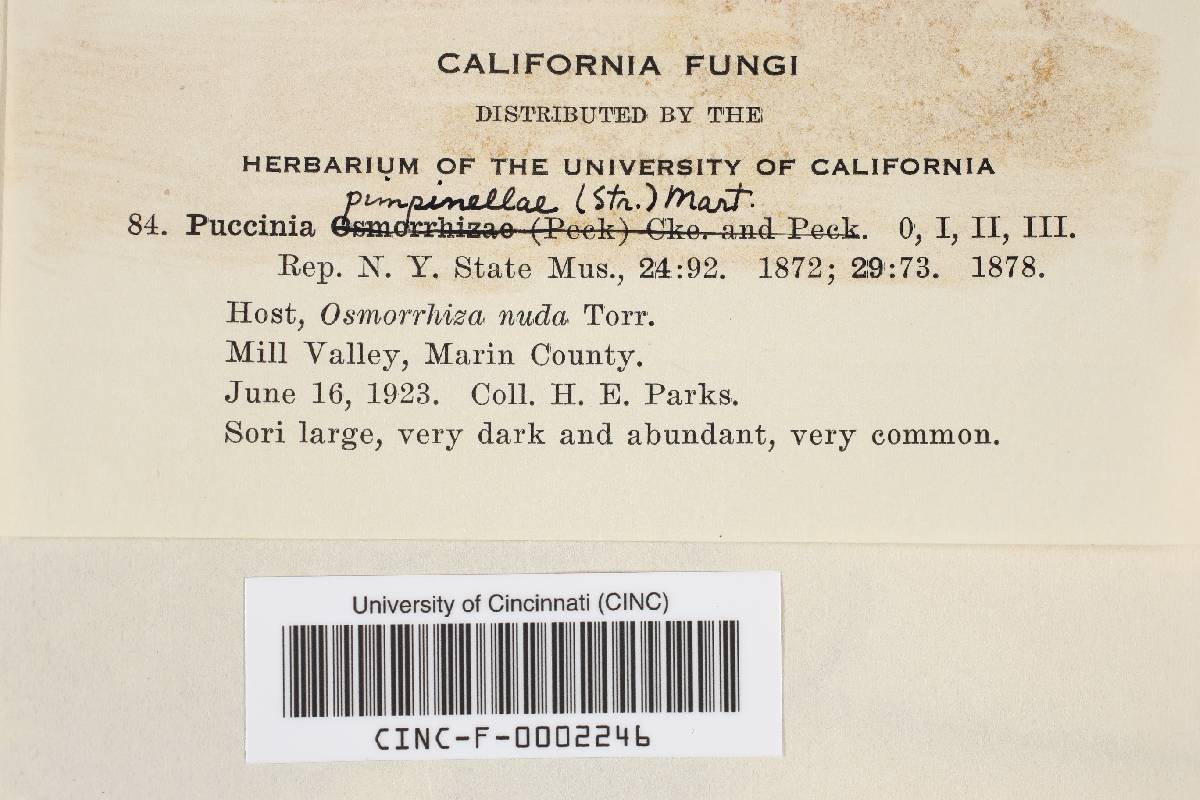 CALIFORNIA FUNGI
DISTRIBUTED BY THE
HERBARIUM OF THE UNIVERSITY OF CALIFORNIA
pimpinellae (Str.) Mart.
84. Puccinia Osmorrhizae (Peck) Cke. and Peck. 0, I, II, III.
Rep. N. Y. State Mus., 24:92. 1872; 29:73. 1878.
Host, Osmorrhiza nuda Torr.
Mill Valley, Marin County.
June 16, 1923. Coll. H. E. Parks.
Sori large, very dark and abundant, very common.
University of Cincinnati (CINC)
CINC-F-0002246